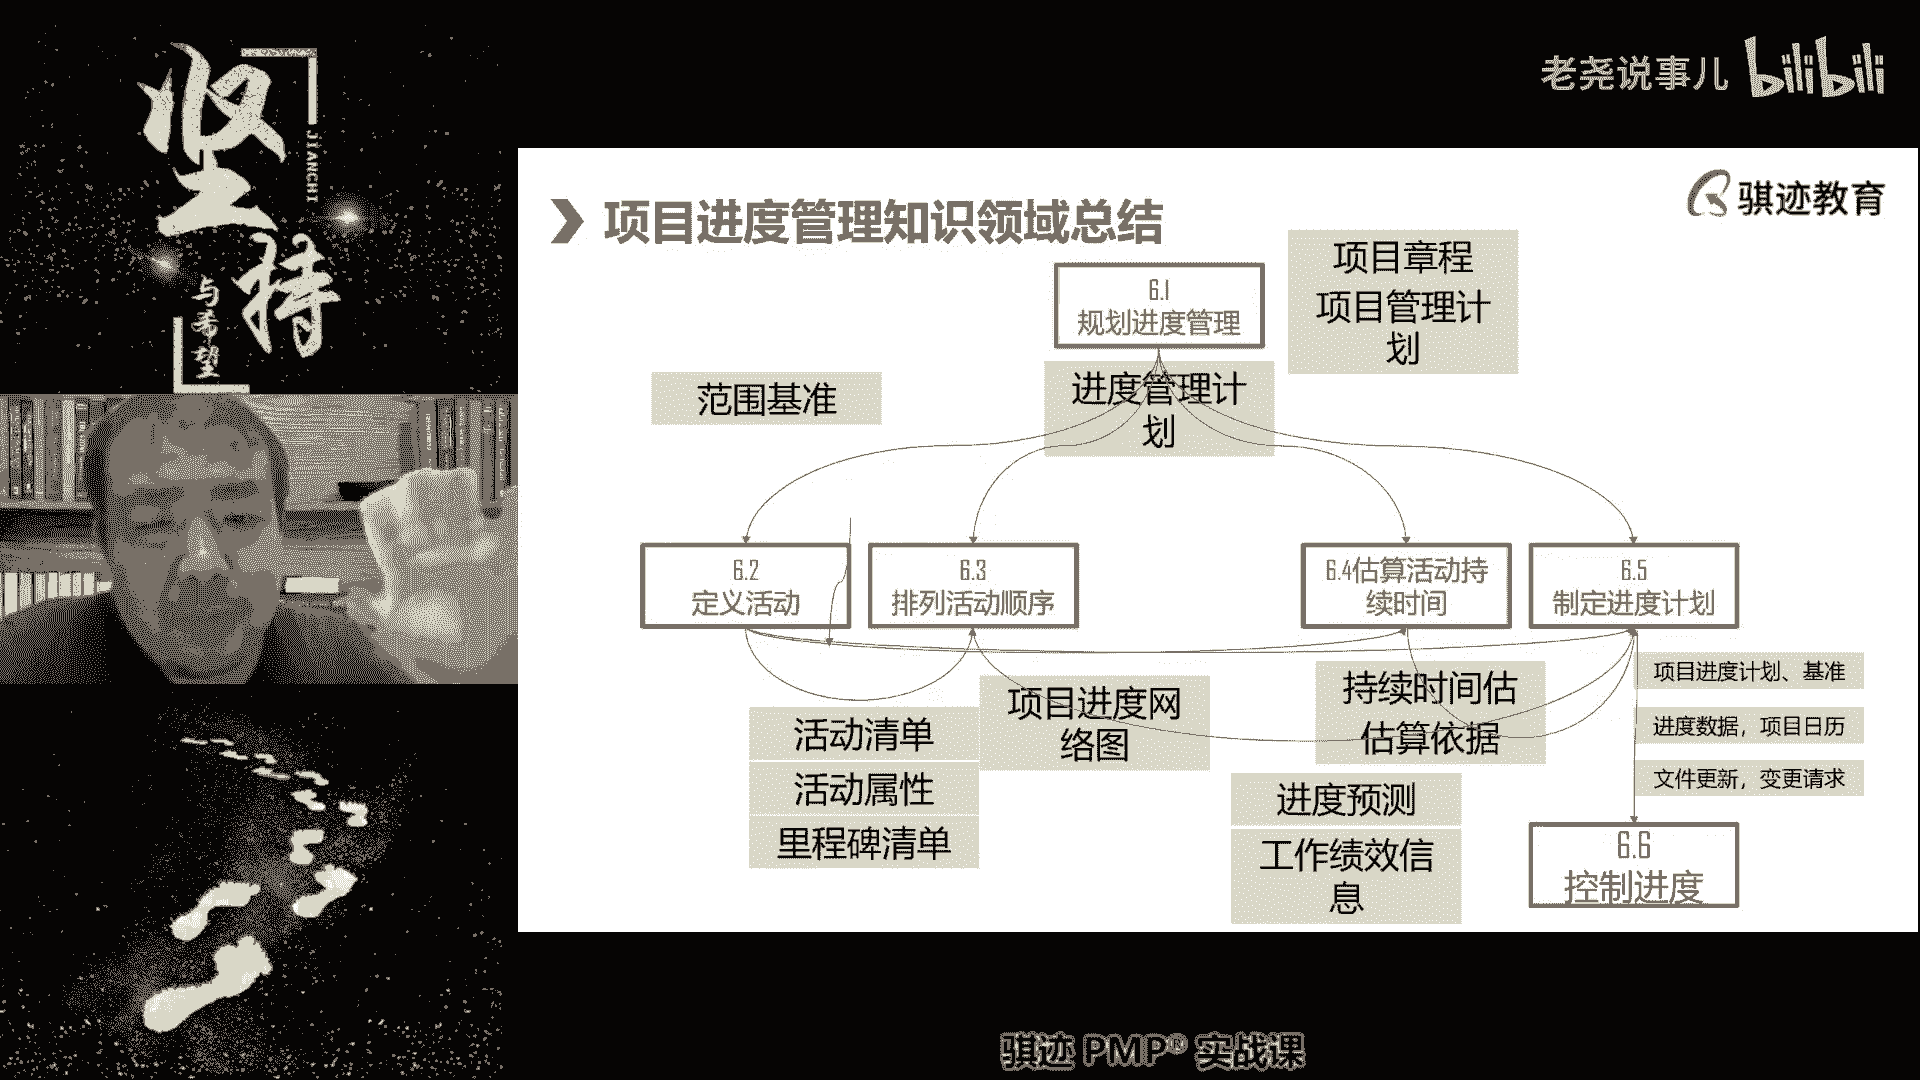 坚持
JIANCHI
与希望
老尧说事儿 bilibili
骐迹教育
项目进度管理知识领域总结
6.1
规划进度管理
项目章程
项目管理计
划
范围基准
进度管理计
划
6.2
定义活动
6.3
排列活动顺序
6.4估算活动持
续时间
6.5
制定进度计划
活动清单
活动属性
里程碑清单
项目进度网
络图
持续时间估
估算依据
进度预测
工作绩效信
息
项目进度计划、基准
进度数据，项目日历
文件更新，变更请求
6.6
控制进度
骐迹 PMP® 实战课